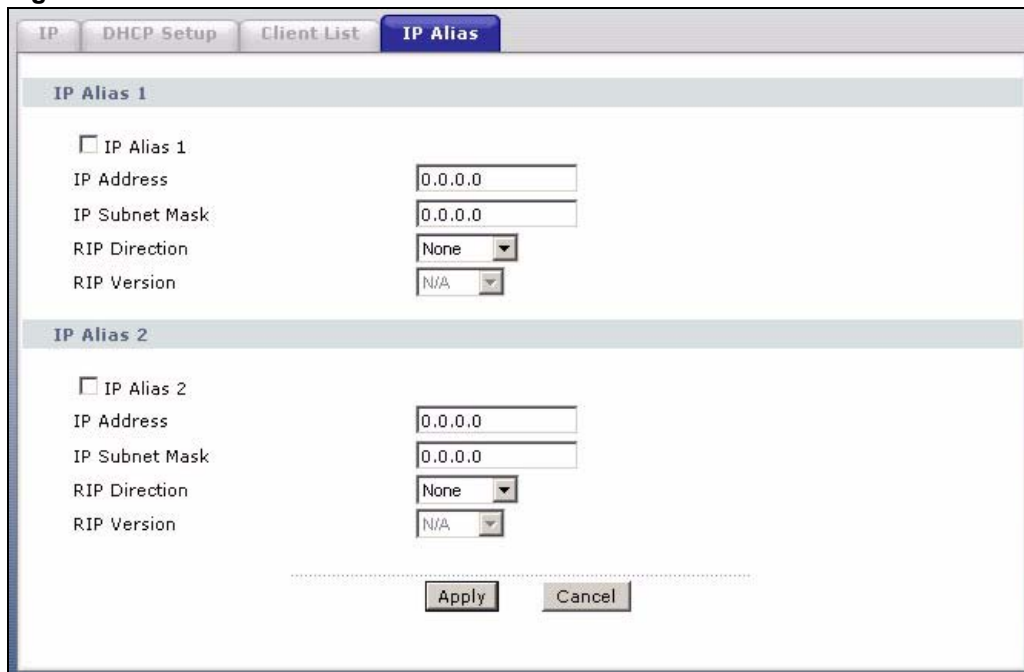 IP DHCP Setup Client List IP Alias
IP Alias 1
IP Alias 1
IP Address 0.0.0.0
IP Subnet Mask 0.0.0.0
RIP Direction None
RIP Version N/A
IP Alias 2
IP Alias 2
IP Address 0.0.0.0
IP Subnet Mask 0.0.0.0
RIP Direction None
RIP Version N/A
Apply Cancel